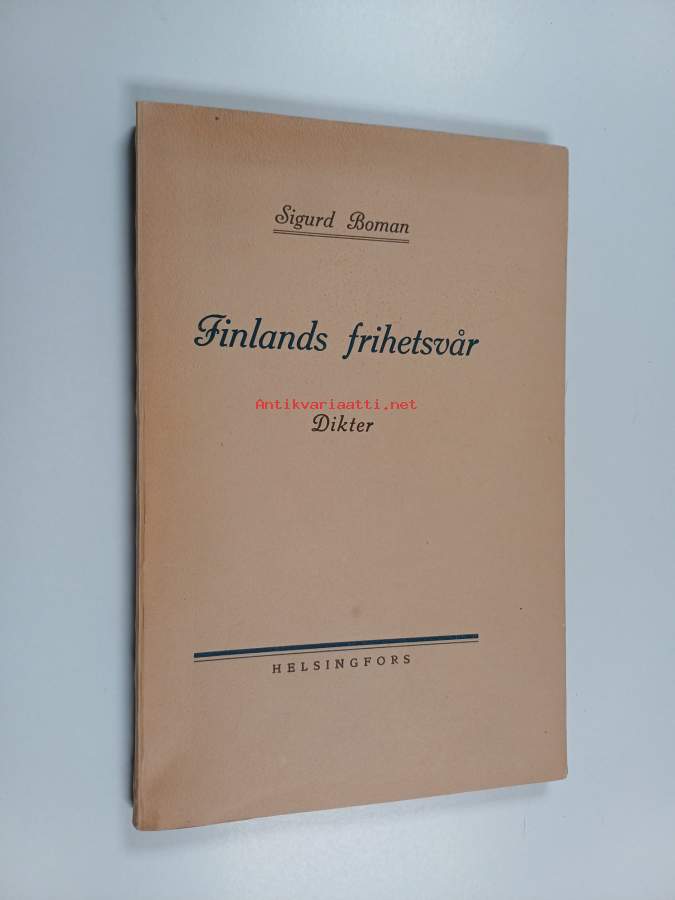 Sigurd Boman
Finlands frihetsvår
Antikvariaatti.net
Dikter
HELSINGFORS